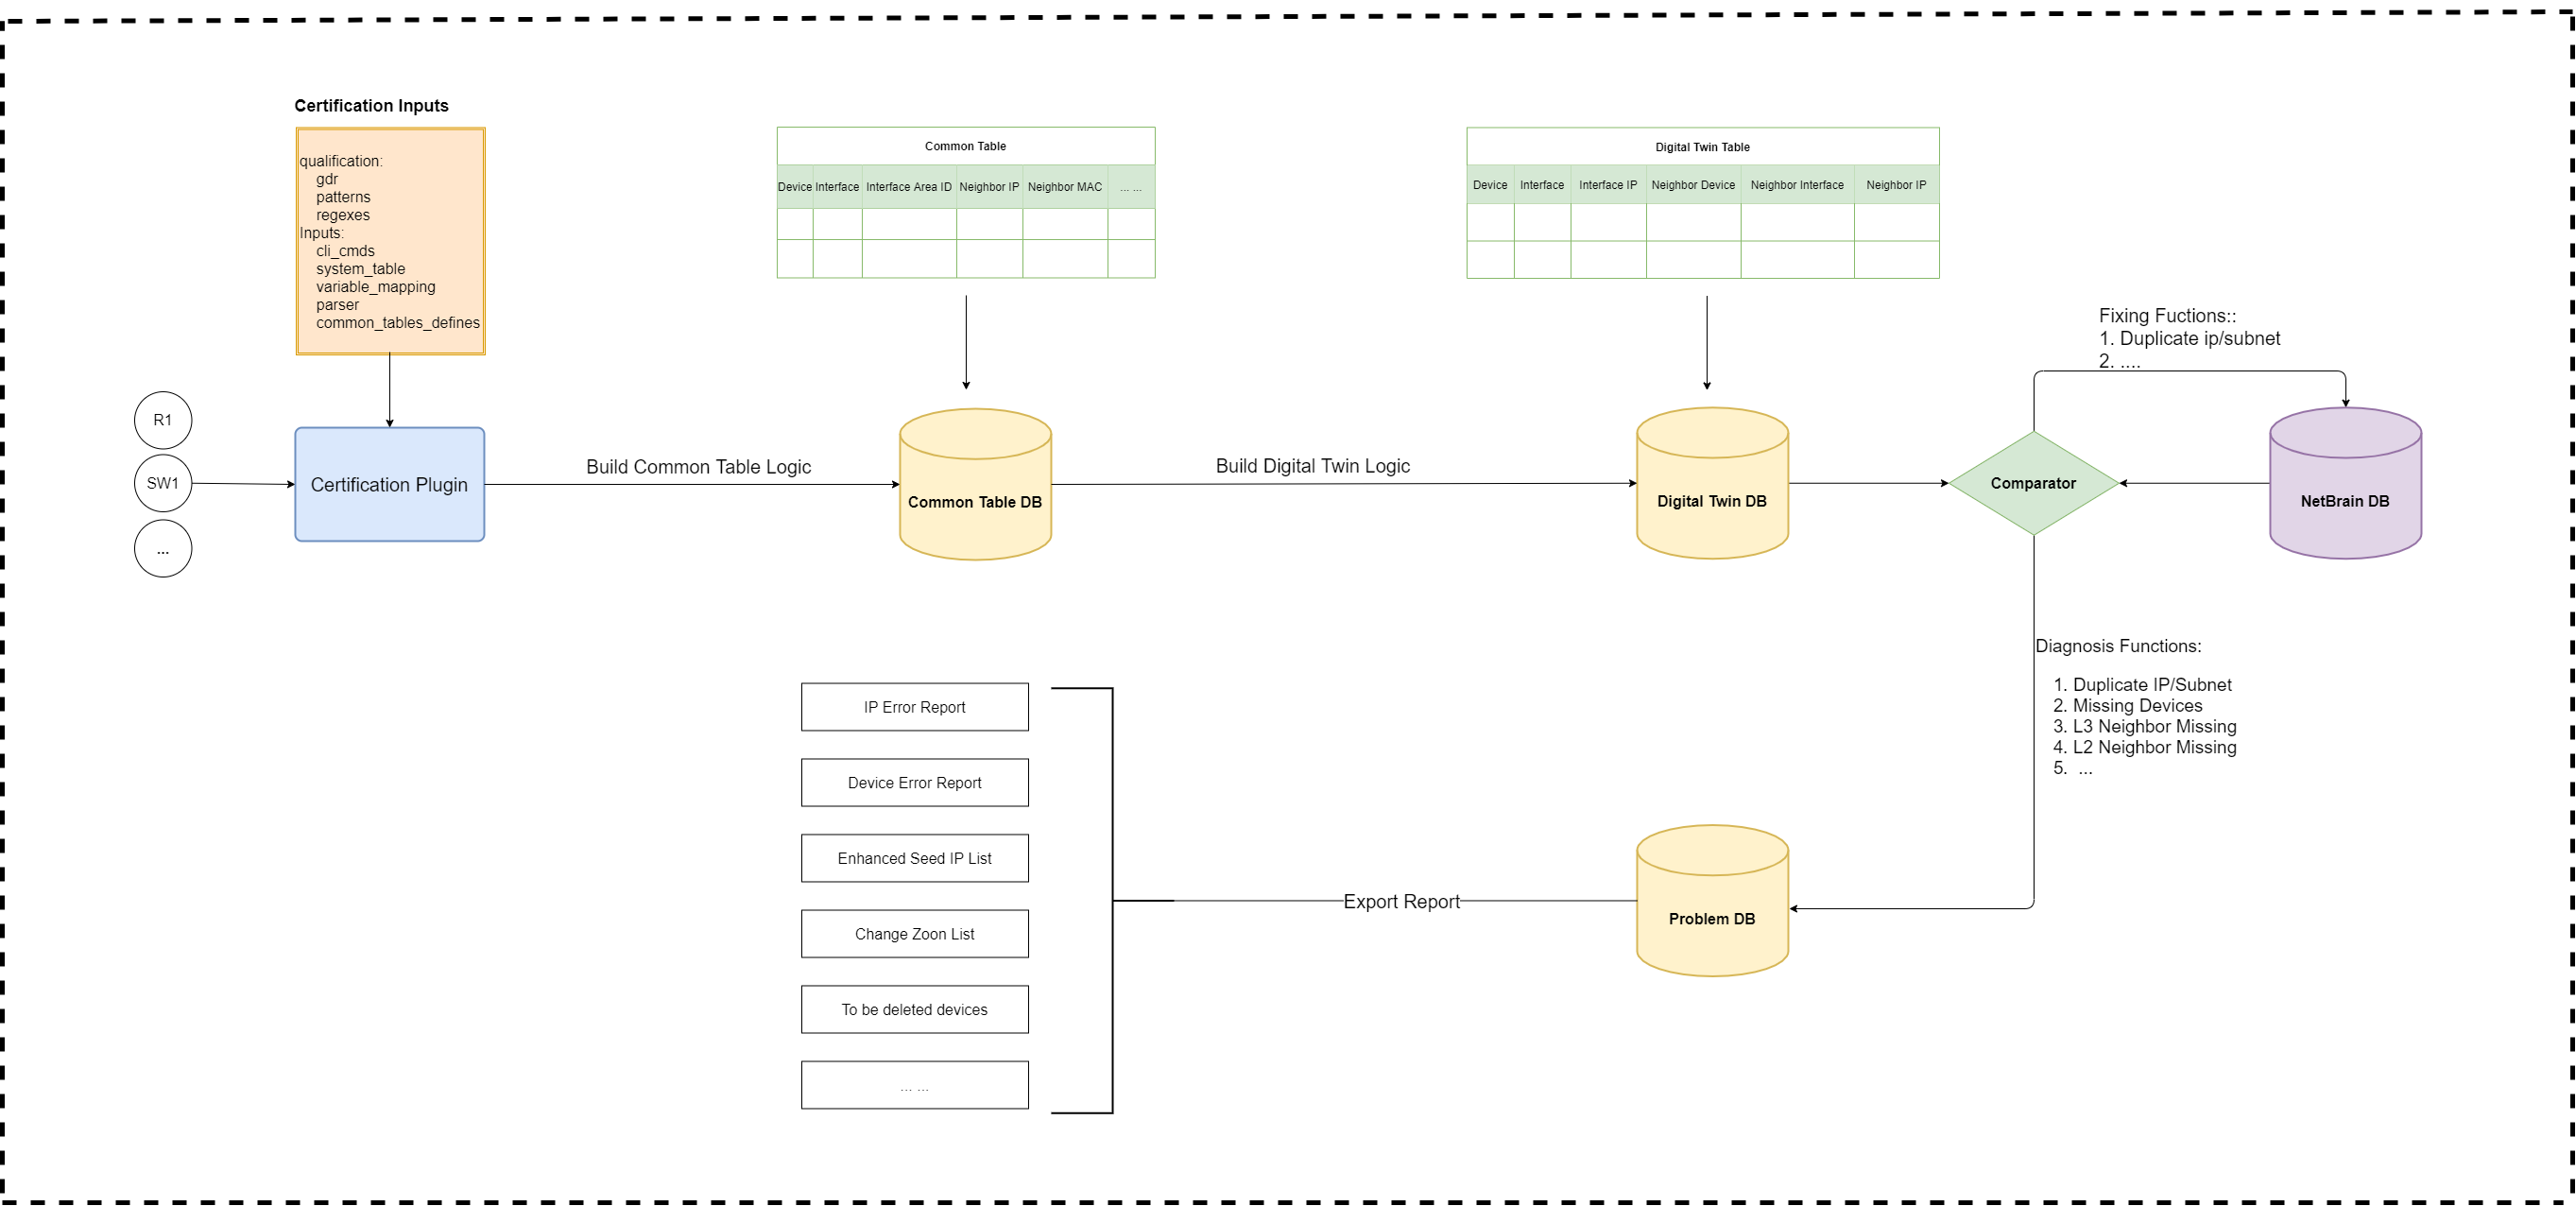 Certification Inputs
qualification:
gdr
patterns
regexes
Inputs:
cli_cmds
system_table
variable_mapping
parser
common_tables_defines
Common Table
Device Interface Interface Area ID Neighbor IP Neighbor MAC ... ...
Digital Twin Table
Device Interface Interface IP Neighbor Device Neighbor Interface Neighbor IP
Fixing Fuctions::
1. Duplicate ip/subnet
2. ....
R1
SW1
...
Certification Plugin
Build Common Table Logic
Common Table DB
Build Digital Twin Logic
Digital Twin DB
Comparator
NetBrain DB
Diagnosis Functions:
1. Duplicate IP/Subnet
2. Missing Devices
3. L3 Neighbor Missing
4. L2 Neighbor Missing
5. ...
IP Error Report
Device Error Report
Enhanced Seed IP List
Change Zoon List
To be deleted devices
... ...
Export Report
Problem DB